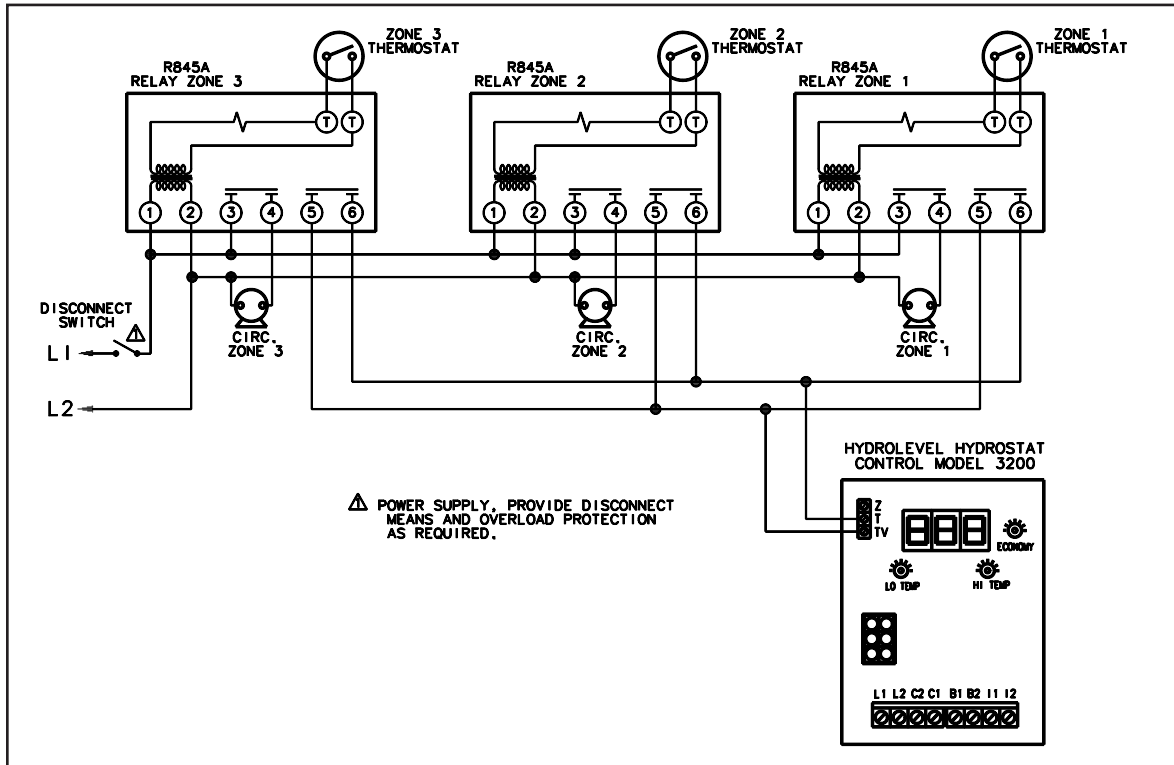 ZONE 3
THERMOSTAT
ZONE 2
THERMOSTAT
ZONE 1
THERMOSTAT
R845A
RELAY ZONE 3
R845A
RELAY ZONE 2
R845A
RELAY ZONE 1
T T
T T
T T
1 2 3 4 5 6
1 2 3 4 5 6
1 2 3 4 5 6
DISCONNECT
SWITCH
L1
L2
CIRC.
ZONE 3
CIRC.
ZONE 2
CIRC.
ZONE 1
! POWER SUPPLY, PROVIDE DISCONNECT
MEANS AND OVERLOAD PROTECTION
AS REQUIRED.
HYDROLEVEL HYDROSTAT
CONTROL MODEL 3200
Z
T
TV
888
ECONOMY
LO TEMP
HI TEMP
L1 L2 C2 C1 B1 B2 I1 I2